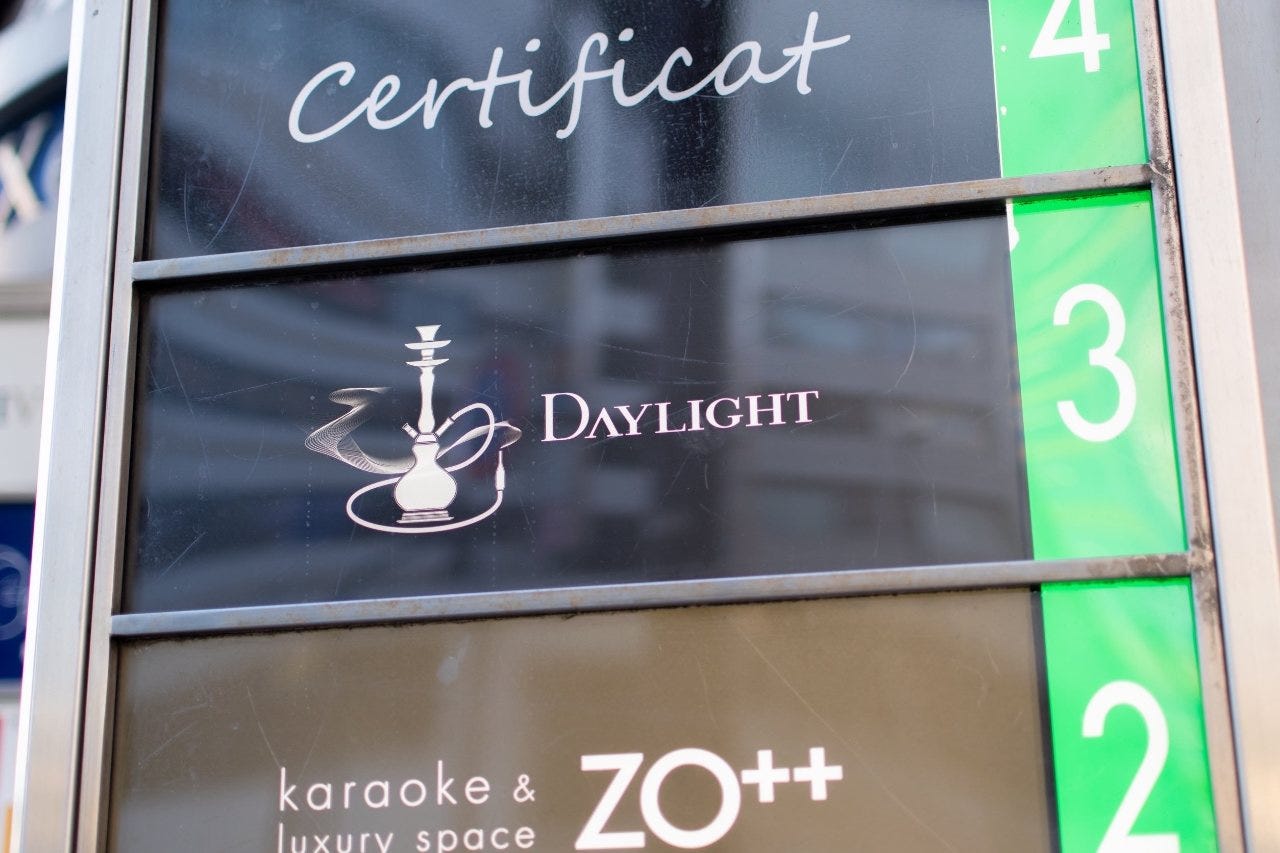 Certificat
4
DAYLIGHT
3
karaoke &
luxury space
ZO++
2